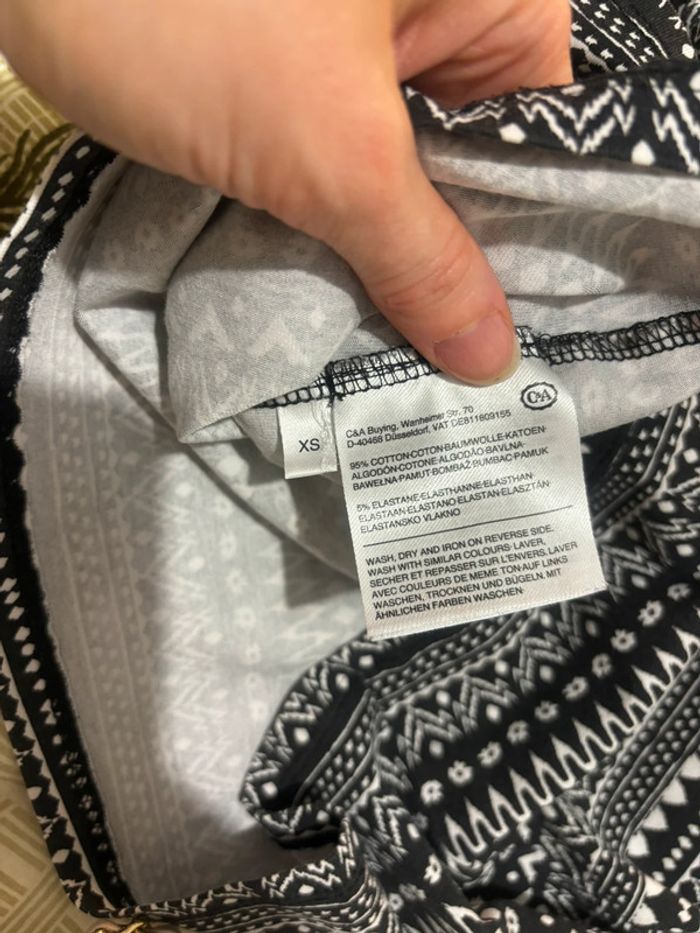 XS
C&A
C&A Buying, Wanheimer Str. 70
D-40468 Düsseldorf, VAT DE811609155
95% COTTON·COTON·BAUMWOLLE·KATOEN·
ALGODÓN·COTONE·ALGODÃO·BAVLNA·
BAWEŁNA·PAMUT·BOMBAŻ·BUMBAC·PAMUK
5% ELASTANE·ELASTHANNE·ELASTHAN·
ELASTAAN·ELASTANO·ELASTAN·ELASZTÁN·
ELASTANSKO VLAKNO
WASH, DRY AND IRON ON REVERSE SIDE.
WASH WITH SIMILAR COLOURS·LAVER,
SECHER ET REPASSER SUR L'ENVERS. LAVER
AVEC COULEURS DE MEME TON·AUF LINKS
WASCHEN, TROCKNEN UND BÜGELN. MIT
ÄHNLICHEN FARBEN WASCHEN·